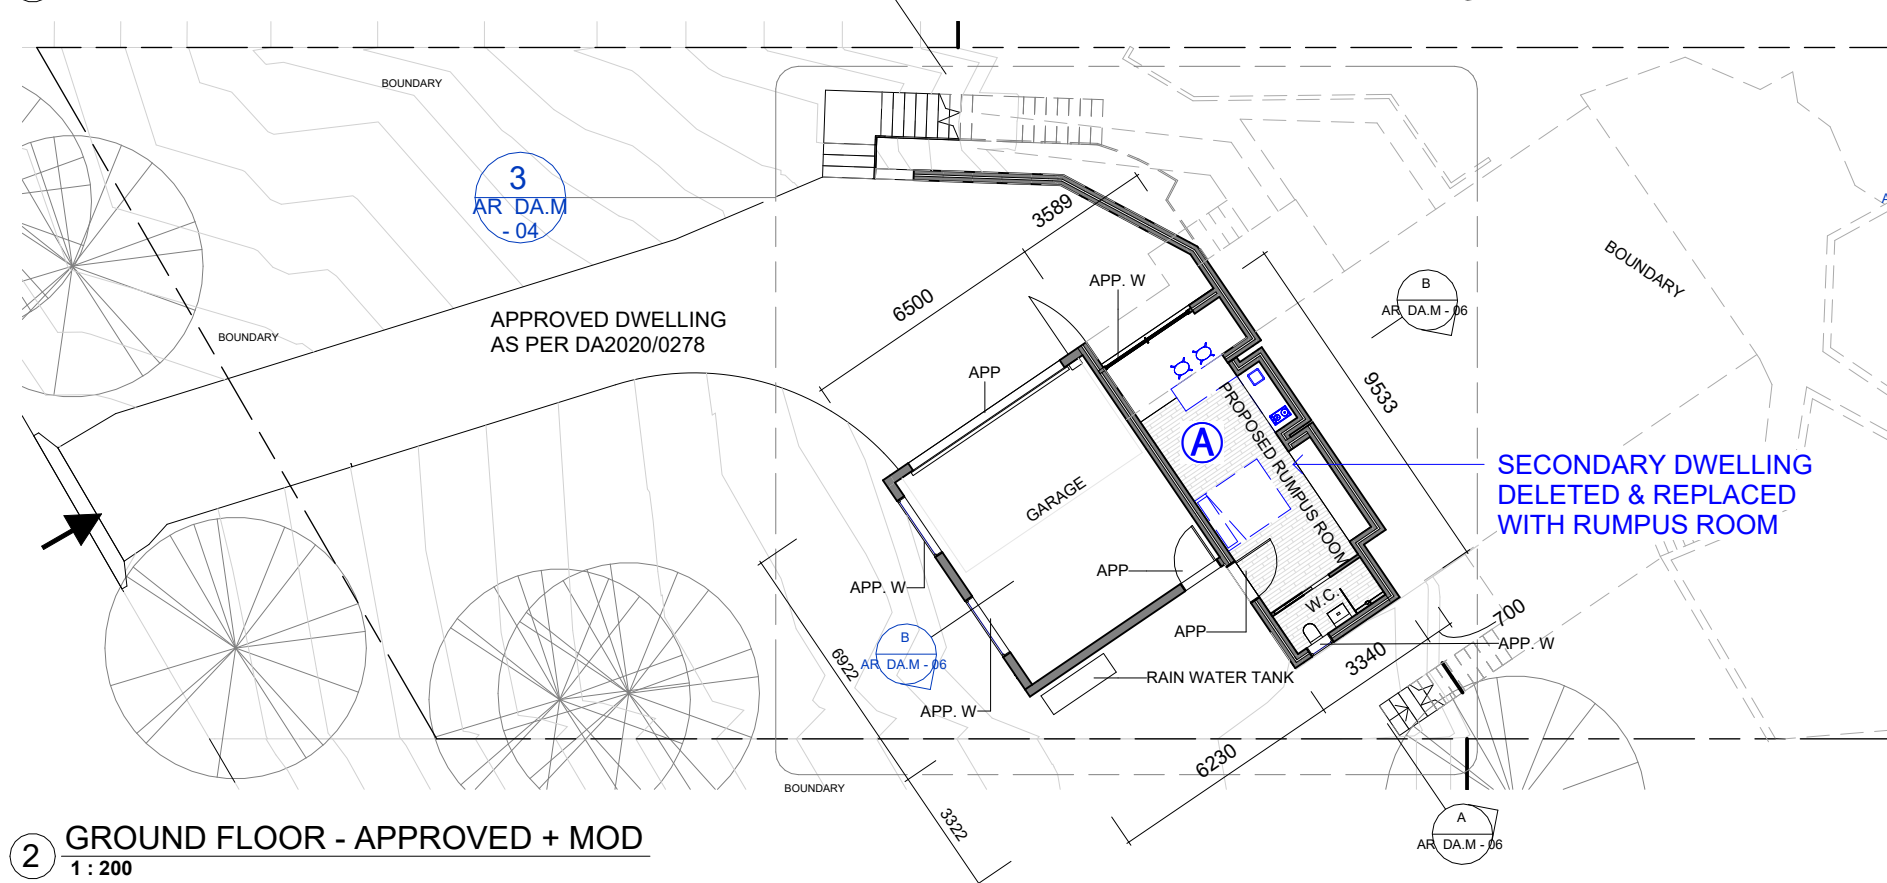 BOUNDARY
3
AR DA.M
- 04
3589
BOUNDARY
B
AR DA.M - 06
APP. W
6500
BOUNDARY
APPROVED DWELLING
AS PER DA2020/0278
APP
9533
PROPOSED RUMPUS ROOM
A
SECONDARY DWELLING
DELETED & REPLACED
WITH RUMPUS ROOM
GARAGE
APP. W
APP
W.C.
700
APP
APP. W
B
AR DA.M - 06
6922
3340
RAIN WATER TANK
APP. W
6230
BOUNDARY
3322
A
AR DA.M - 06
2
GROUND FLOOR - APPROVED + MOD
1 : 200